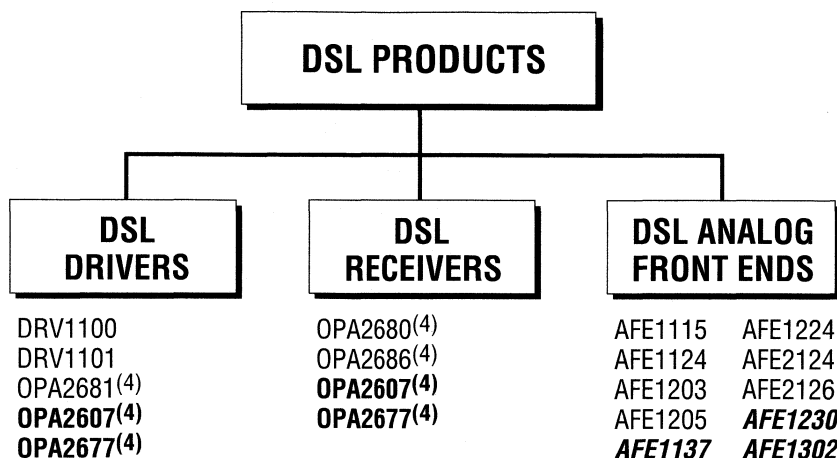 DSL PRODUCTS
DSL
DRIVERS
DRV1100
DRV1101
OPA2681(4)
OPA2607(4)
OPA2677(4)
DSL
RECEIVERS
OPA2680(4)
OPA2686(4)
OPA2607(4)
OPA2677(4)
DSL ANALOG
FRONT ENDS
AFE1115 AFE1224
AFE1124 AFE2124
AFE1203 AFE2126
AFE1205 AFE1230
AFE1137 AFE1302